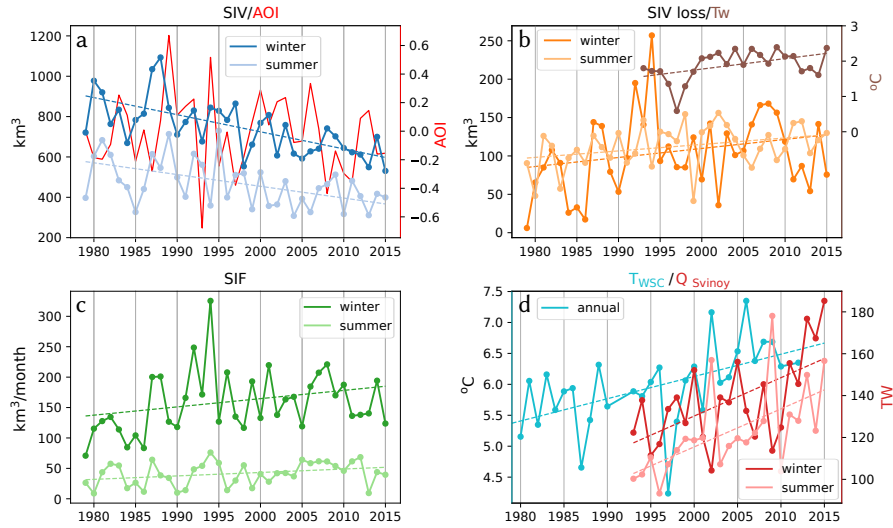 SIV/AOI
a
winter
summer
1200
1000
800
600
400
200
km³
0.6
0.4
0.2
0.0
−0.2
−0.4
−0.6
AOI
1980 1985 1990 1995 2000 2005 2010 2015
SIV loss/Tw
b
winter
summer
250
200
150
100
50
0
km³
3
2
1
0
ºC
1980 1985 1990 1995 2000 2005 2010 2015
SIF
c
winter
summer
350
300
250
200
150
100
50
0
km³/month
1980 1985 1990 1995 2000 2005 2010 2015
T_WSC / Q_Svinoy
d
annual
winter
summer
7.5
7.0
6.5
6.0
5.5
5.0
4.5
ºC
180
160
140
120
100
TW
1980 1985 1990 1995 2000 2005 2010 2015